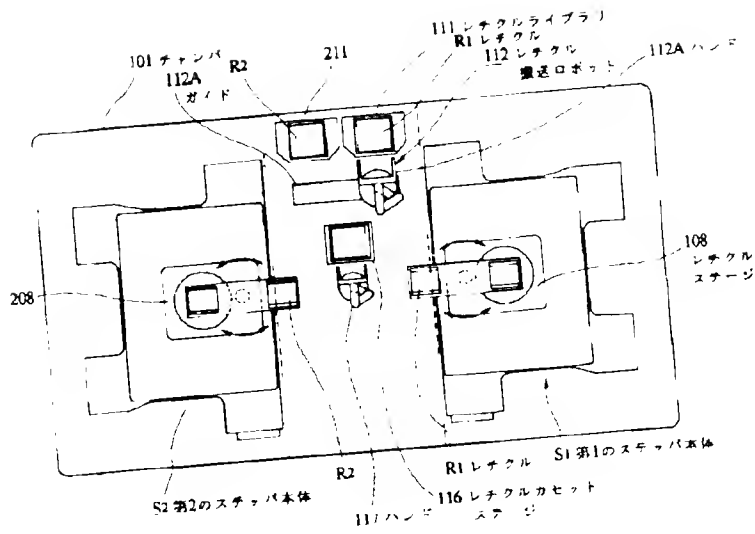 111 レチクルライブラリ
R1 レチクル
112 レチクル
搬送ロボット
112A ハンド
101 チャンバ
112A
ガイド
R2
211
108
レチクル
ステージ
208
R2
R1 レチクル
S1 第1のステッパ本体
S2 第2のステッパ本体
117 ハンド
116 レチクルカセット
ステージ